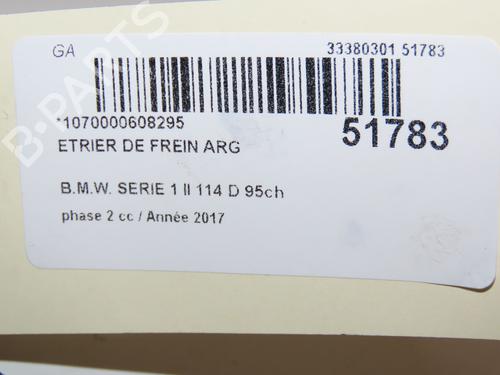 GA 33380301 51783
*1070000608295 51783
ETRIER DE FREIN ARG
B.M.W. SERIE 1 II 114 D 95ch
phase 2 cc / Année 2017
B-PARTS